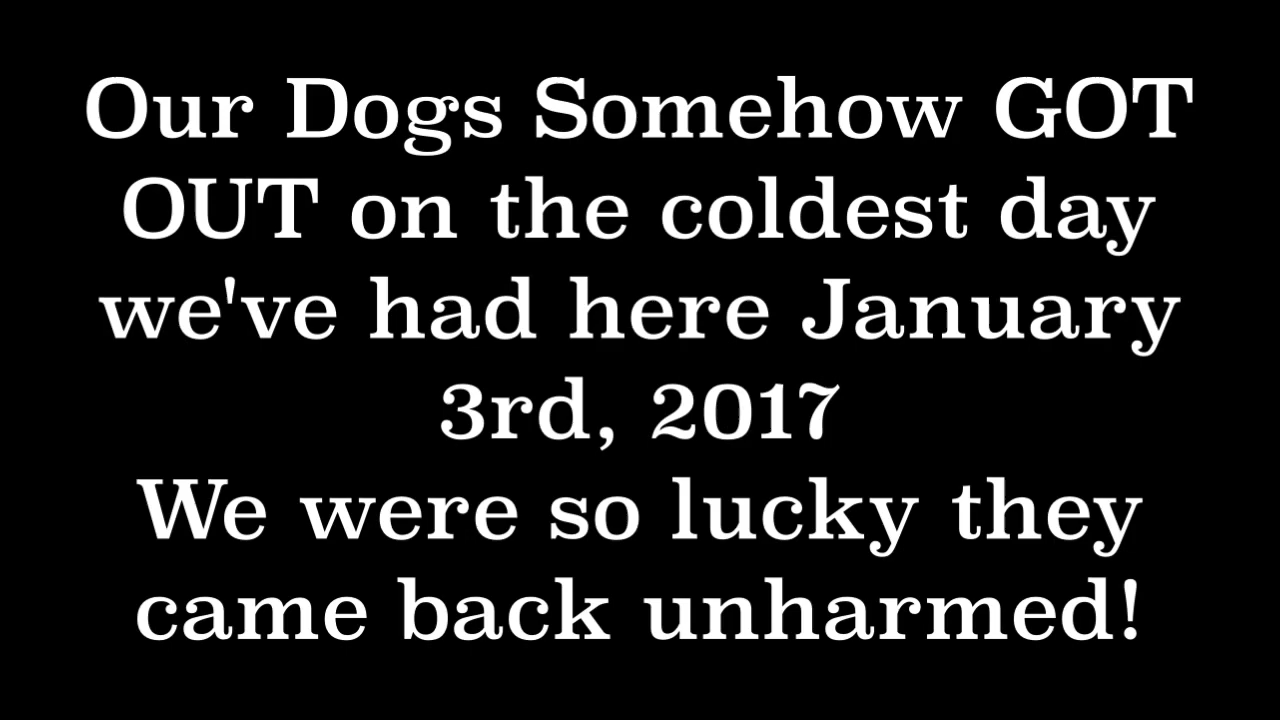 Our Dogs Somehow GOT
OUT on the coldest day
we've had here January
3rd, 2017
We were so lucky they
came back unharmed!